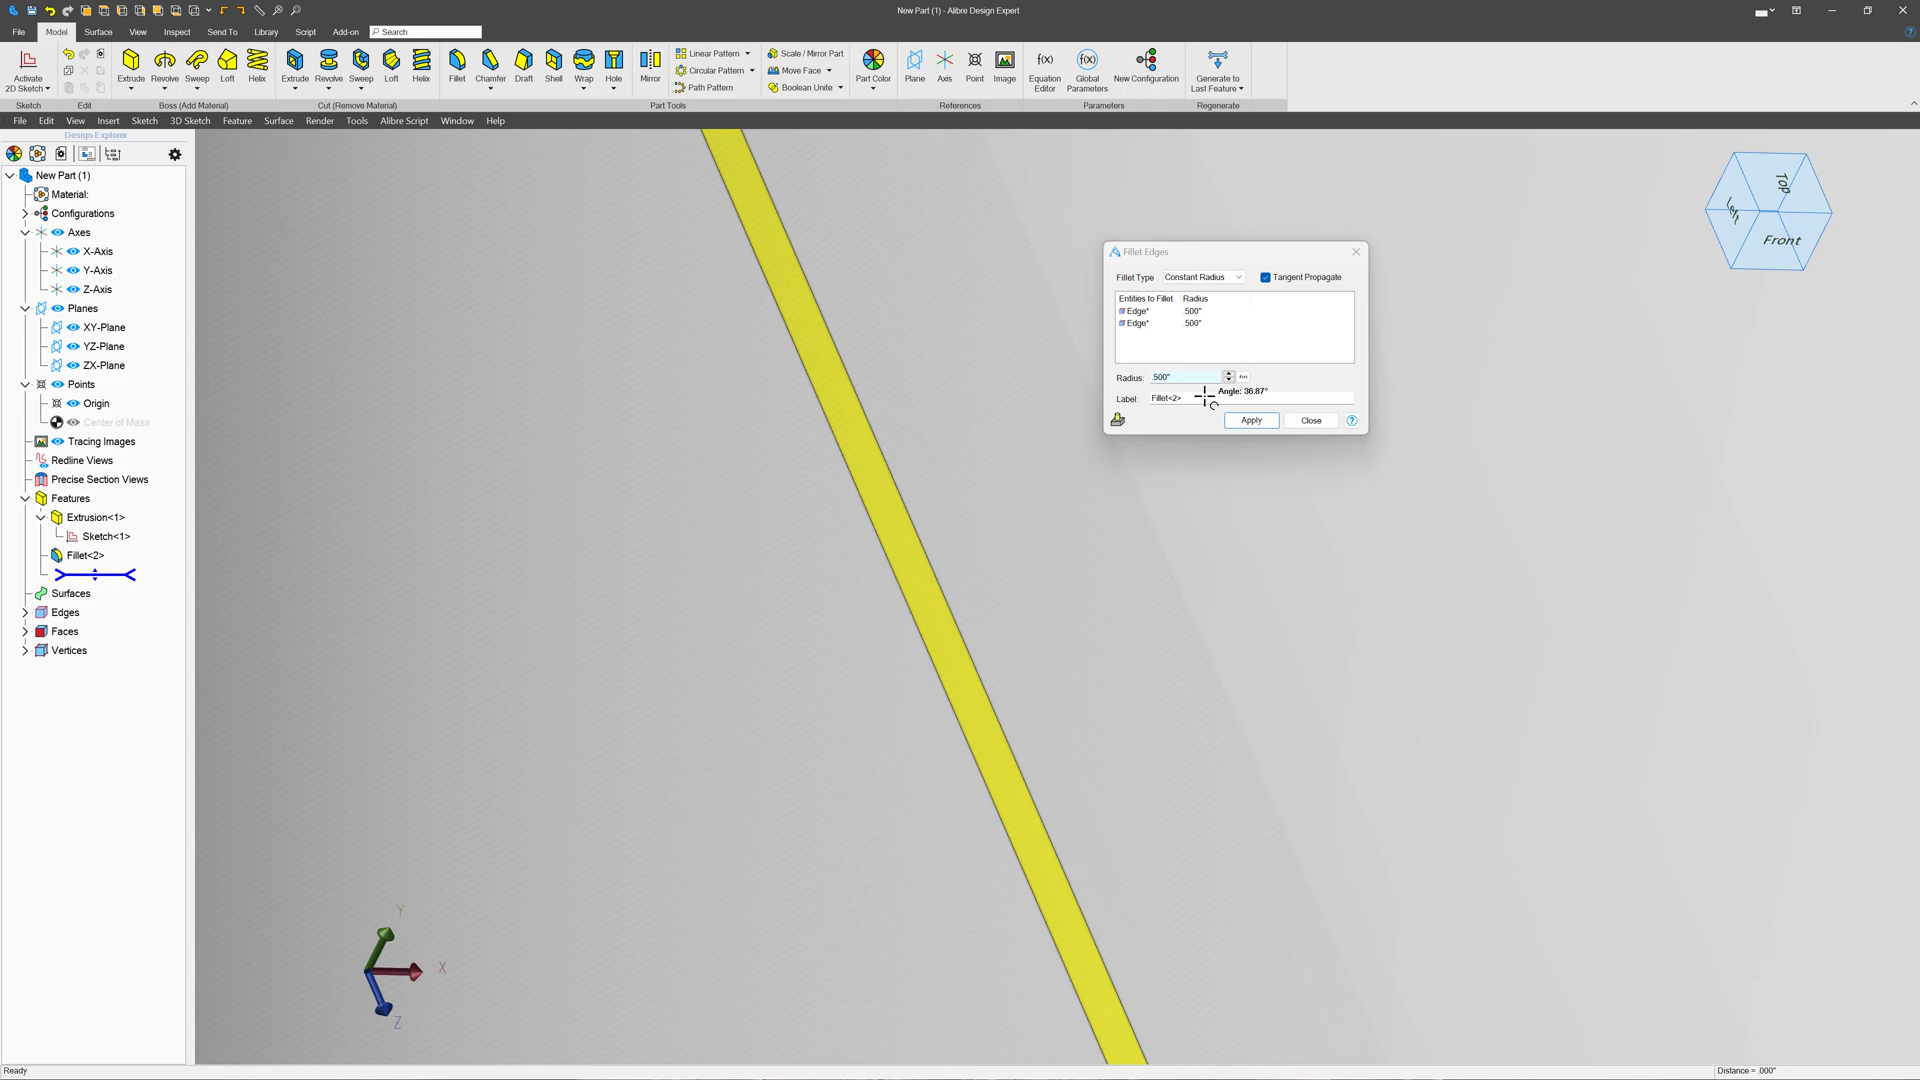 New Part (1) - Alibre Design Expert
File Model Surface View Inspect Send To Library Script Add-on Search
Activate 2D Sketch
Extrude Revolve Sweep Loft Helix
Extrude Revolve Sweep Loft Helix
Fillet Chamfer Draft Shell Wrap Hole Mirror
Linear Pattern
Circular Pattern
Path Pattern
Scale / Mirror Part
Move Face
Boolean Unite
Part Color
Plane Axis Point Image
f(x) Equation Editor
f(x) Global Parameters
New Configuration
Generate to Last Feature
Sketch Edit Boss (Add Material) Cut (Remove Material) Part Tools References Parameters Regenerate
File Edit View Insert Sketch 3D Sketch Feature Surface Render Tools Alibre Script Window Help
Design Explorer
New Part (1)
Material:
Configurations
Axes
X-Axis
Y-Axis
Z-Axis
Planes
XY-Plane
YZ-Plane
ZX-Plane
Points
Origin
Center of Mass
Tracing Images
Redline Views
Precise Section Views
Features
Extrusion<1>
Sketch<1>
Fillet<2>
Surfaces
Edges
Faces
Vertices
Top
Left
Front
Fillet Edges
Fillet Type Constant Radius Tangent Propagate
Entities to Fillet Radius
Edge* .500"
Edge* .500"
Radius: .500"
Angle: 36.87°
Label: Fillet<2>
Apply Close ?
Y
X
Z
Ready
Distance = .000"